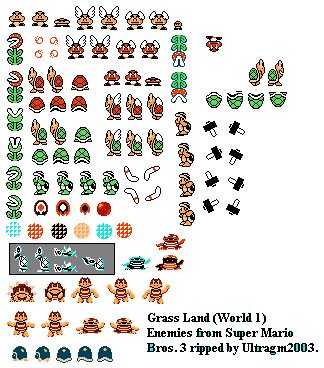 Grass Land (World 1)
Enemies from Super Mario
Bros. 3 ripped by Ultragm2003.